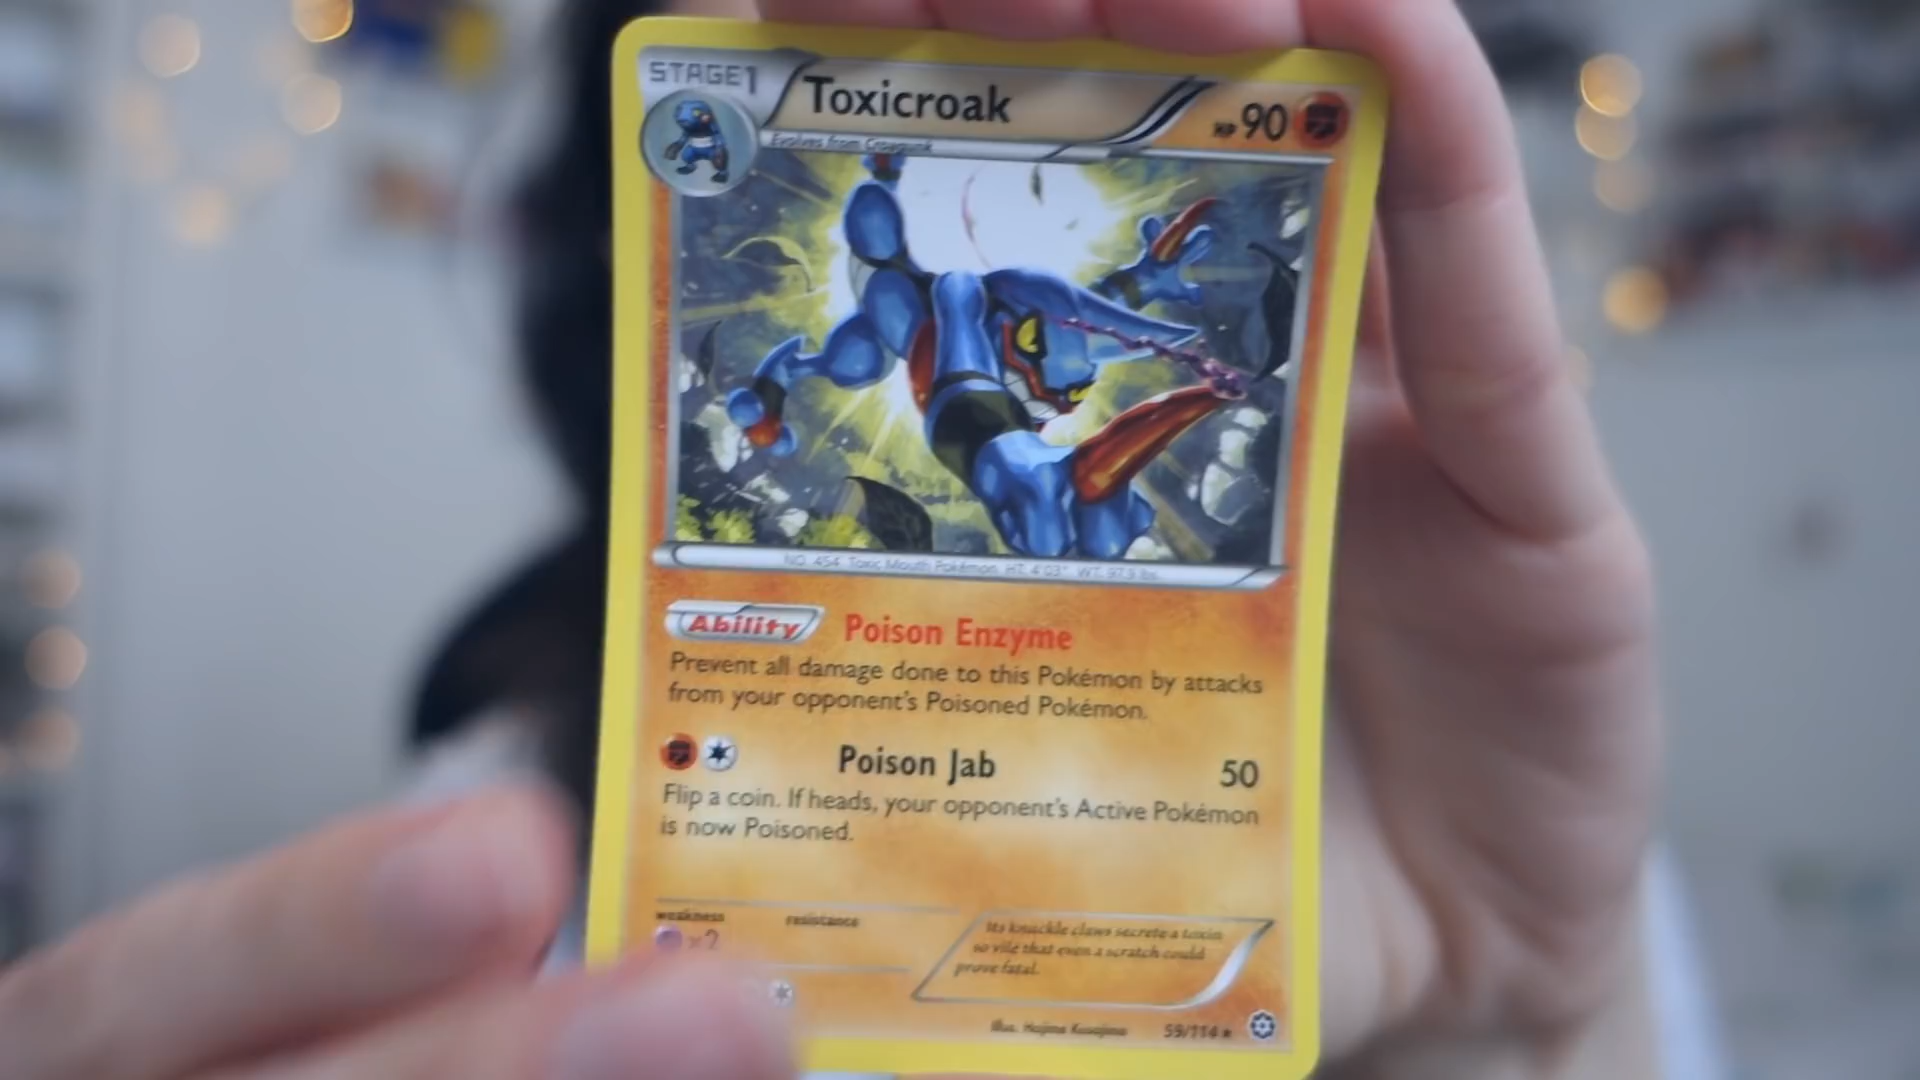 STAGE1
Toxicroak
HP 90
Evolves from Croagunk
NO. 454 Toxic Mouth Pokémon HT. 4'03" WT. 97.9 lbs.
Ability Poison Enzyme
Prevent all damage done to this Pokémon by attacks
from your opponent's Poisoned Pokémon.
Poison Jab 50
Flip a coin. If heads, your opponent's Active Pokémon
is now Poisoned.
weakness resistance
×2
Its knuckle claws secrete a toxin
so vile that even a scratch could
prove fatal.
Illus. Hajime Kusajima 59/114 ★